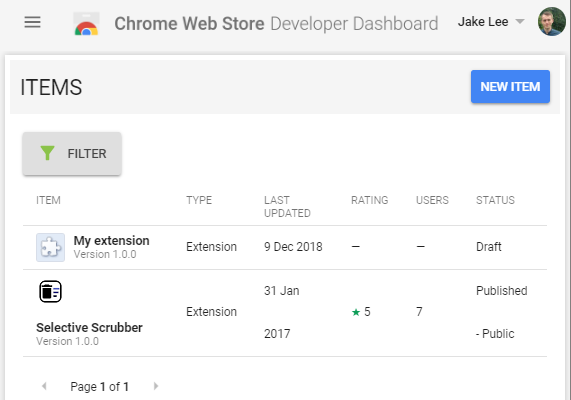 Chrome Web Store Developer Dashboard
Jake Lee
ITEMS
NEW ITEM
FILTER
ITEM TYPE LAST UPDATED RATING USERS STATUS
My extension
Version 1.0.0
Extension 9 Dec 2018 — — Draft
Selective Scrubber
Version 1.0.0
Extension
31 Jan
2017
★ 5
7
Published
- Public
Page 1 of 1